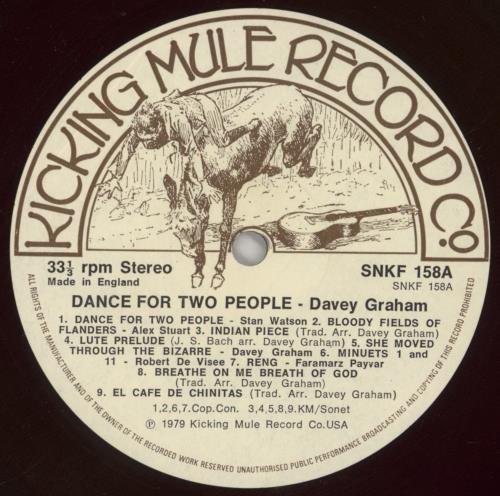 KICKING MULE RECORD CO.
33⅓ rpm Stereo
Made in England
SNKF 158A
SNKF 158A
DANCE FOR TWO PEOPLE - Davey Graham
1. DANCE FOR TWO PEOPLE - Stan Watson 2. BLOODY FIELDS OF
FLANDERS - Alex Stuart 3. INDIAN PIECE (Trad. Arr. Davey Graham)
4. LUTE PRELUDE (J. S. Bach arr. Davey Graham) 5. SHE MOVED
THROUGH THE BIZARRE - Davey Graham 6. MINUETS 1 and
11 - Robert De Visee 7. RENG - Faramarz Payvar
8. BREATHE ON ME BREATH OF GOD
(Trad. Arr. Davey Graham)
9. EL CAFE DE CHINITAS (Trad. Arr. Davey Graham)
1,2,6,7.Cop.Con. 3,4,5,8,9.KM/Sonet
℗ 1979 Kicking Mule Record Co.USA
ALL RIGHTS OF THE MANUFACTURER AND OF THE OWNER OF THE RECORDED WORK RESERVED UNAUTHORISED PUBLIC PERFORMANCE BROADCASTING AND COPYING OF THIS RECORD PROHIBITED